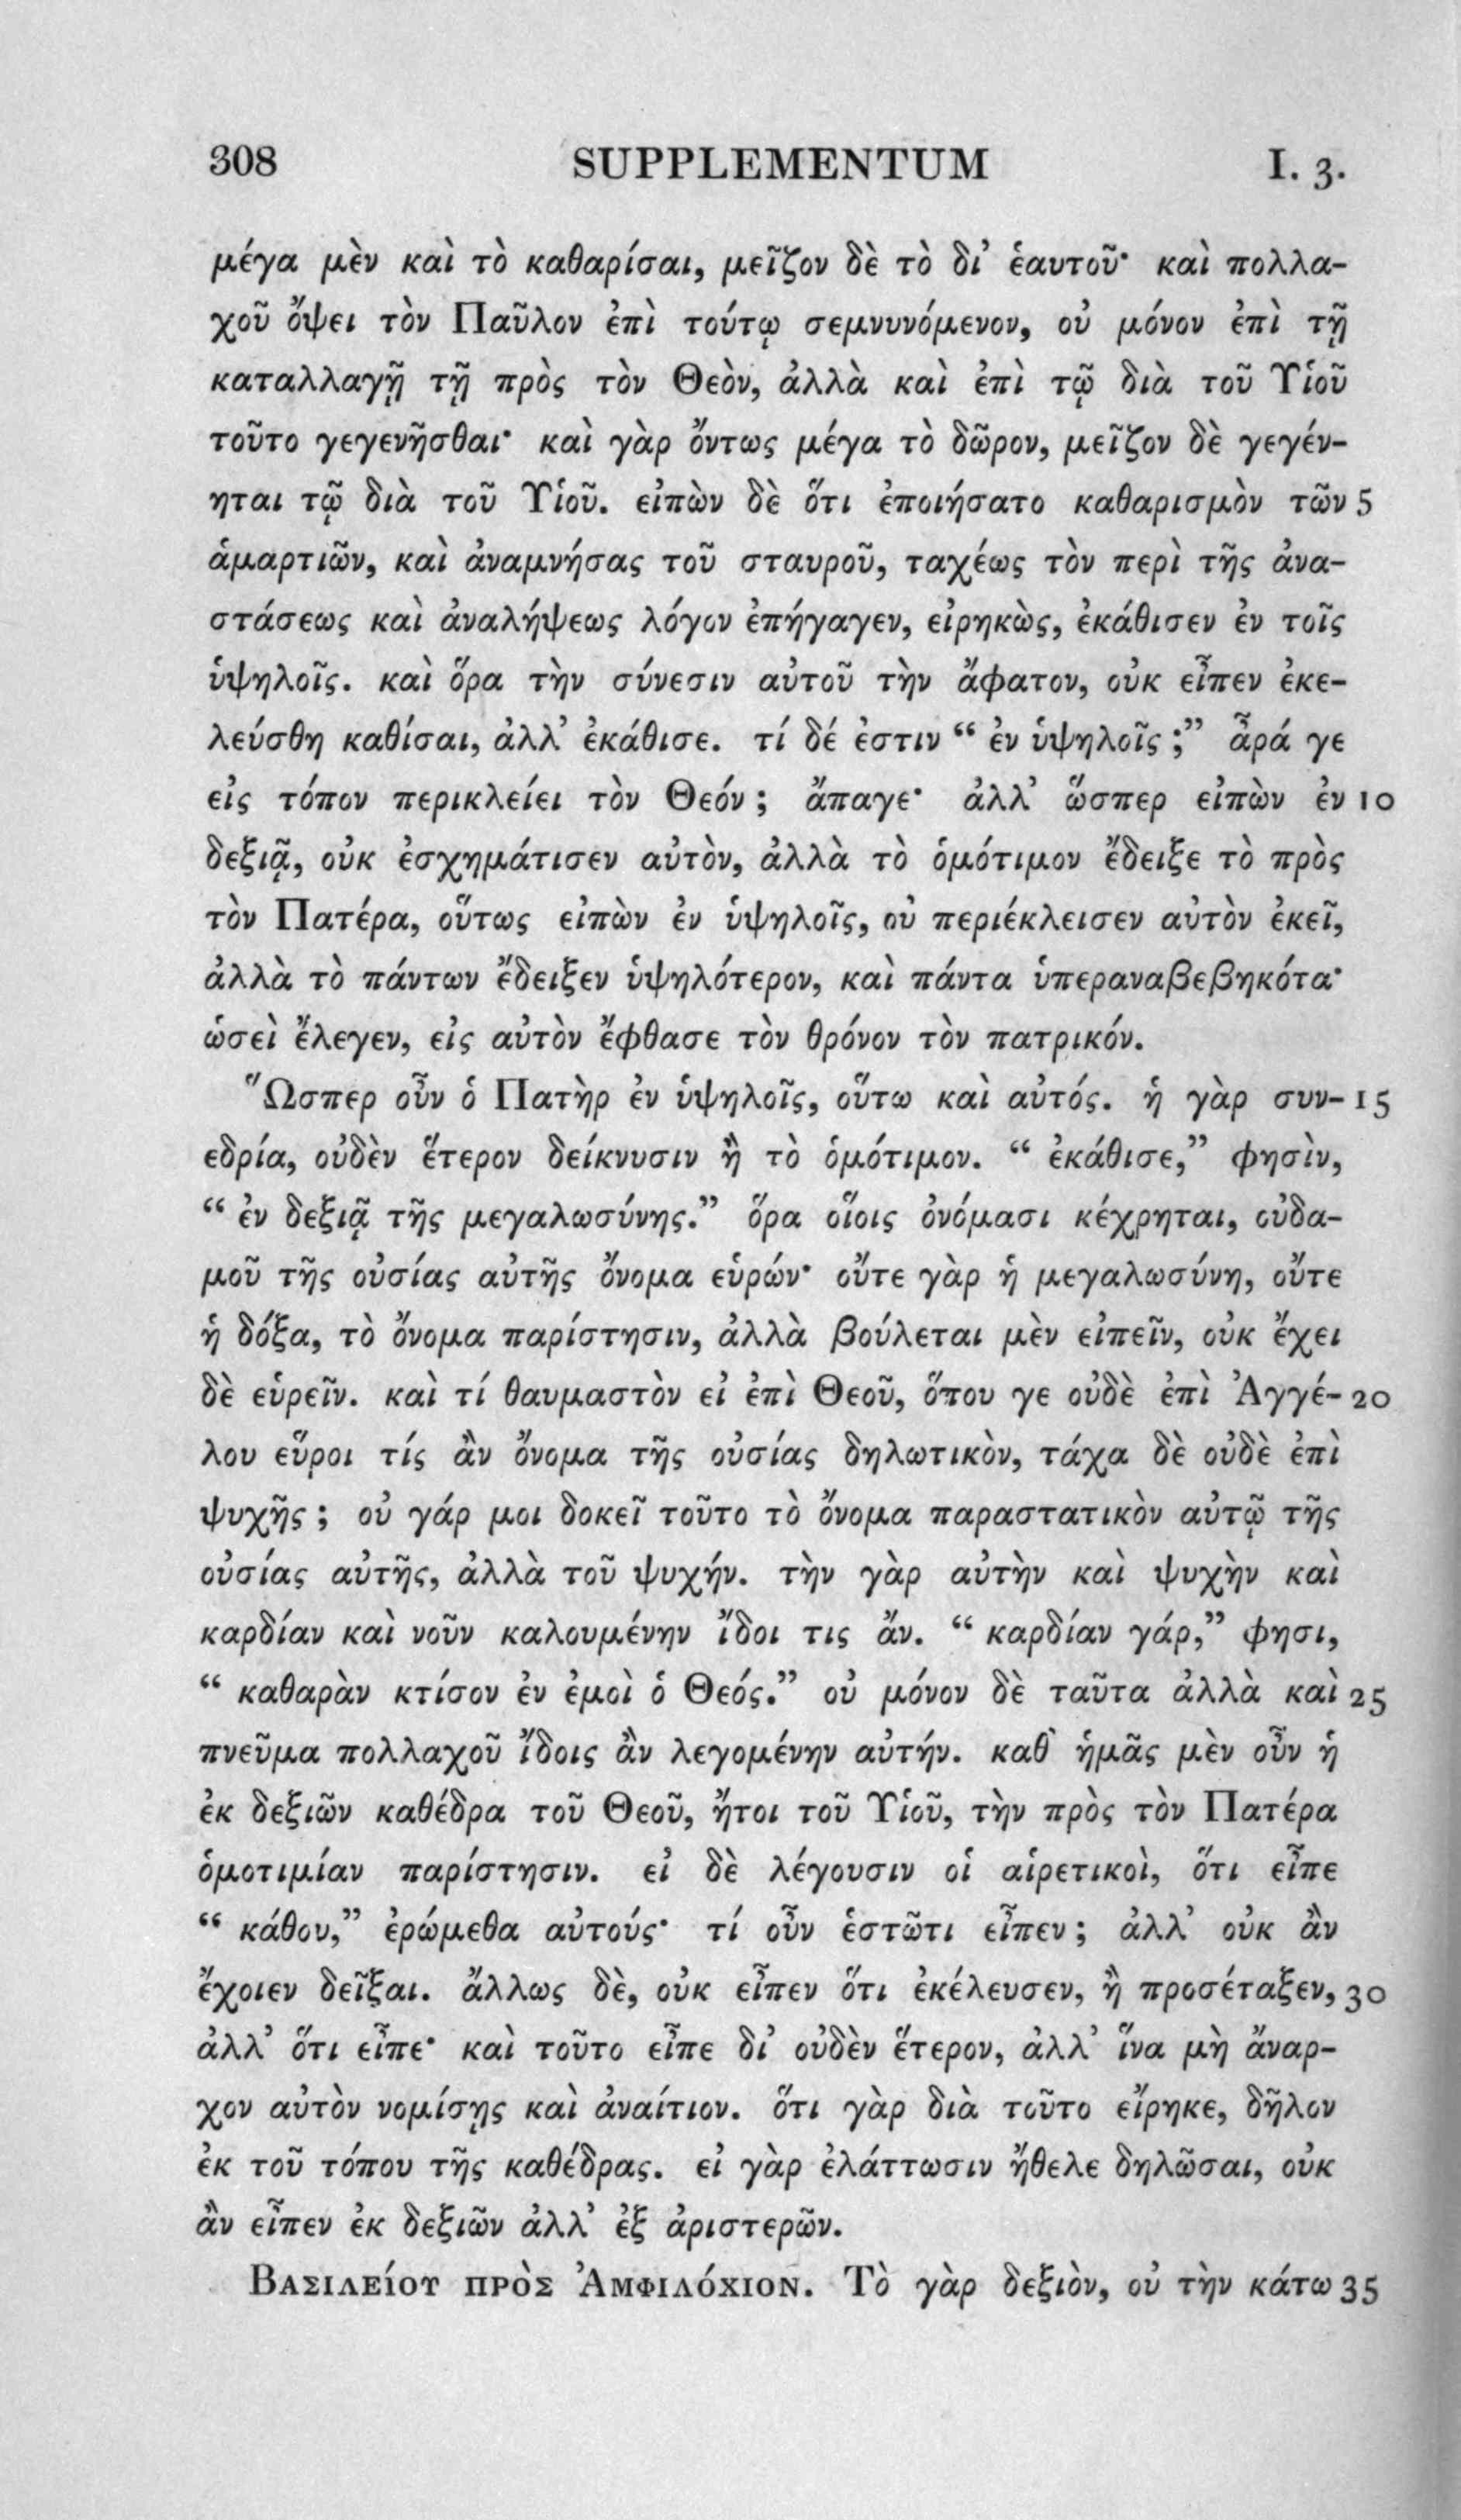 308 SUPPLEMENTUM I. 3.
μέγα μὲν καὶ τὸ καθαρίσαι, μεῖζον δὲ τὸ δι’ ἑαυτοῦ· καὶ πολλα-
χοῦ ὄψει τὸν Παῦλον ἐπὶ τούτῳ σεμνυνόμενον, οὐ μόνον ἐπὶ τῇ
καταλλαγῇ τῇ πρὸς τὸν Θεὸν, ἀλλὰ καὶ ἐπὶ τῷ διὰ τοῦ Υἱοῦ
τοῦτο γεγενῆσθαι· καὶ γὰρ ὄντως μέγα τὸ δῶρον, μεῖζον δὲ γεγέν-
ηται τῷ διὰ τοῦ Υἱοῦ. εἰπὼν δὲ ὅτι ἐποιήσατο καθαρισμὸν τῶν 5
ἁμαρτιῶν, καὶ ἀναμνήσας τοῦ σταυροῦ, ταχέως τὸν περὶ τῆς ἀνα-
στάσεως καὶ ἀναλήψεως λόγον ἐπήγαγεν, εἰρηκὼς, ἐκάθισεν ἐν τοῖς
ὑψηλοῖς. καὶ ὅρα τὴν σύνεσιν αὐτοῦ τὴν ἄφατον, οὐκ εἶπεν ἐκε-
λεύσθη καθίσαι, ἀλλ’ ἐκάθισε. τί δέ ἐστιν “ ἐν ὑψηλοῖς ;” ἆρά γε
εἰς τόπον περικλείει τὸν Θεόν ; ἄπαγε· ἀλλ’ ὥσπερ εἰπὼν ἐν 10
δεξιᾷ, οὐκ ἐσχημάτισεν αὐτὸν, ἀλλὰ τὸ ὁμότιμον ἔδειξε τὸ πρὸς
τὸν Πατέρα, οὕτως εἰπὼν ἐν ὑψηλοῖς, οὐ περιέκλεισεν αὐτὸν ἐκεῖ,
ἀλλὰ τὸ πάντων ἔδειξεν ὑψηλότερον, καὶ πάντα ὑπεραναβεβηκότα·
ὡσεὶ ἔλεγεν, εἰς αὐτὸν ἔφθασε τὸν θρόνον τὸν πατρικόν.
Ὥσπερ οὖν ὁ Πατὴρ ἐν ὑψηλοῖς, οὕτω καὶ αὐτός. ἡ γὰρ συν- 15
εδρία, οὐδὲν ἕτερον δείκνυσιν ἢ τὸ ὁμότιμον. “ ἐκάθισε,” φησὶν,
“ ἐν δεξιᾷ τῆς μεγαλωσύνης.” ὅρα οἵοις ὀνόμασι κέχρηται, οὐδα-
μοῦ τῆς οὐσίας αὐτῆς ὄνομα εὑρών· οὔτε γὰρ ἡ μεγαλωσύνη, οὔτε
ἡ δόξα, τὸ ὄνομα παρίστησιν, ἀλλὰ βούλεται μὲν εἰπεῖν, οὐκ ἔχει
δὲ εὑρεῖν. καὶ τί θαυμαστὸν εἰ ἐπὶ Θεοῦ, ὅπου γε οὐδὲ ἐπὶ Ἀγγέ- 20
λου εὕροι τίς ἂν ὄνομα τῆς οὐσίας δηλωτικὸν, τάχα δὲ οὐδὲ ἐπὶ
ψυχῆς ; οὐ γάρ μοι δοκεῖ τοῦτο τὸ ὄνομα παραστατικὸν αὐτῷ τῆς
οὐσίας αὐτῆς, ἀλλὰ τοῦ ψυχήν. τὴν γὰρ αὐτὴν καὶ ψυχὴν καὶ
καρδίαν καὶ νοῦν καλουμένην ἴδοι τις ἄν. “ καρδίαν γάρ,” φησι,
“ καθαρὰν κτίσον ἐν ἐμοὶ ὁ Θεός.” οὐ μόνον δὲ ταῦτα ἀλλὰ καὶ 25
πνεῦμα πολλαχοῦ ἴδοις ἂν λεγομένην αὐτήν. καθ’ ἡμᾶς μὲν οὖν ἡ
ἐκ δεξιῶν καθέδρα τοῦ Θεοῦ, ἤτοι τοῦ Υἱοῦ, τὴν πρὸς τὸν Πατέρα
ὁμοτιμίαν παρίστησιν. εἰ δὲ λέγουσιν οἱ αἱρετικοὶ, ὅτι εἶπε
“ κάθου,” ἐρώμεθα αὐτούς· τί οὖν ἑστῶτι εἶπεν ; ἀλλ’ οὐκ ἂν
ἔχοιεν δεῖξαι. ἄλλως δὲ, οὐκ εἶπεν ὅτι ἐκέλευσεν, ἢ προσέταξεν, 30
ἀλλ’ ὅτι εἶπε· καὶ τοῦτο εἶπε δι’ οὐδὲν ἕτερον, ἀλλ’ ἵνα μὴ ἄναρ-
χον αὐτὸν νομίσῃς καὶ ἀναίτιον. ὅτι γὰρ διὰ τοῦτο εἴρηκε, δῆλον
ἐκ τοῦ τόπου τῆς καθέδρας. εἰ γὰρ ἐλάττωσιν ἤθελε δηλῶσαι, οὐκ
ἂν εἶπεν ἐκ δεξιῶν ἀλλ’ ἐξ ἀριστερῶν.
Βασιλείου πρὸς Ἀμφιλόχιον. Τὸ γὰρ δεξιὸν, οὐ τὴν κάτω 35